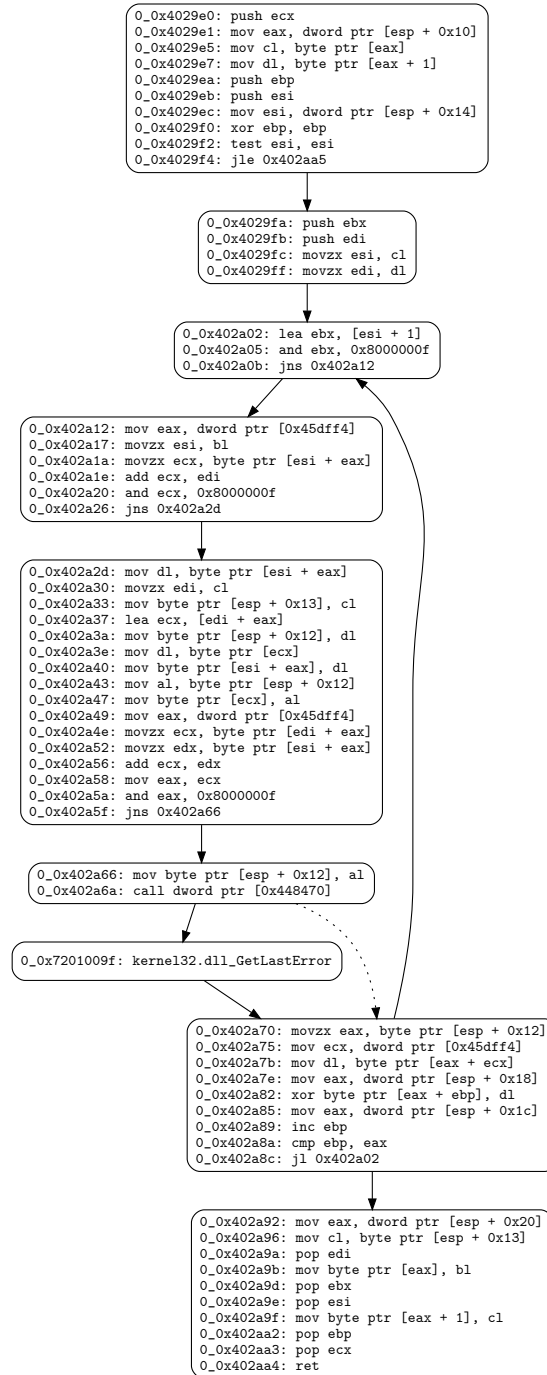 0_0x4029e0: push ecx
0_0x4029e1: mov eax, dword ptr [esp + 0x10]
0_0x4029e5: mov cl, byte ptr [eax]
0_0x4029e7: mov dl, byte ptr [eax + 1]
0_0x4029ea: push ebp
0_0x4029eb: push esi
0_0x4029ec: mov esi, dword ptr [esp + 0x14]
0_0x4029f0: xor ebp, ebp
0_0x4029f2: test esi, esi
0_0x4029f4: jle 0x402aa5
0_0x4029fa: push ebx
0_0x4029fb: push edi
0_0x4029fc: movzx esi, cl
0_0x4029ff: movzx edi, dl
0_0x402a02: lea ebx, [esi + 1]
0_0x402a05: and ebx, 0x8000000f
0_0x402a0b: jns 0x402a12
0_0x402a12: mov eax, dword ptr [0x45dff4]
0_0x402a17: movzx esi, bl
0_0x402a1a: movzx ecx, byte ptr [esi + eax]
0_0x402a1e: add ecx, edi
0_0x402a20: and ecx, 0x8000000f
0_0x402a26: jns 0x402a2d
0_0x402a2d: mov dl, byte ptr [esi + eax]
0_0x402a30: movzx edi, cl
0_0x402a33: mov byte ptr [esp + 0x13], cl
0_0x402a37: lea ecx, [edi + eax]
0_0x402a3a: mov byte ptr [esp + 0x12], dl
0_0x402a3e: mov dl, byte ptr [ecx]
0_0x402a40: mov byte ptr [esi + eax], dl
0_0x402a43: mov al, byte ptr [esp + 0x12]
0_0x402a47: mov byte ptr [ecx], al
0_0x402a49: mov eax, dword ptr [0x45dff4]
0_0x402a4e: movzx ecx, byte ptr [edi + eax]
0_0x402a52: movzx edx, byte ptr [esi + eax]
0_0x402a56: add ecx, edx
0_0x402a58: mov eax, ecx
0_0x402a5a: and eax, 0x8000000f
0_0x402a5f: jns 0x402a66
0_0x402a66: mov byte ptr [esp + 0x12], al
0_0x402a6a: call dword ptr [0x448470]
0_0x7201009f: kernel32.dll_GetLastError
0_0x402a70: movzx eax, byte ptr [esp + 0x12]
0_0x402a75: mov ecx, dword ptr [0x45dff4]
0_0x402a7b: mov dl, byte ptr [eax + ecx]
0_0x402a7e: mov eax, dword ptr [esp + 0x18]
0_0x402a82: xor byte ptr [eax + ebp], dl
0_0x402a85: mov eax, dword ptr [esp + 0x1c]
0_0x402a89: inc ebp
0_0x402a8a: cmp ebp, eax
0_0x402a8c: jl 0x402a02
0_0x402a92: mov eax, dword ptr [esp + 0x20]
0_0x402a96: mov cl, byte ptr [esp + 0x13]
0_0x402a9a: pop edi
0_0x402a9b: mov byte ptr [eax], bl
0_0x402a9d: pop ebx
0_0x402a9e: pop esi
0_0x402a9f: mov byte ptr [eax + 1], cl
0_0x402aa2: pop ebp
0_0x402aa3: pop ecx
0_0x402aa4: ret